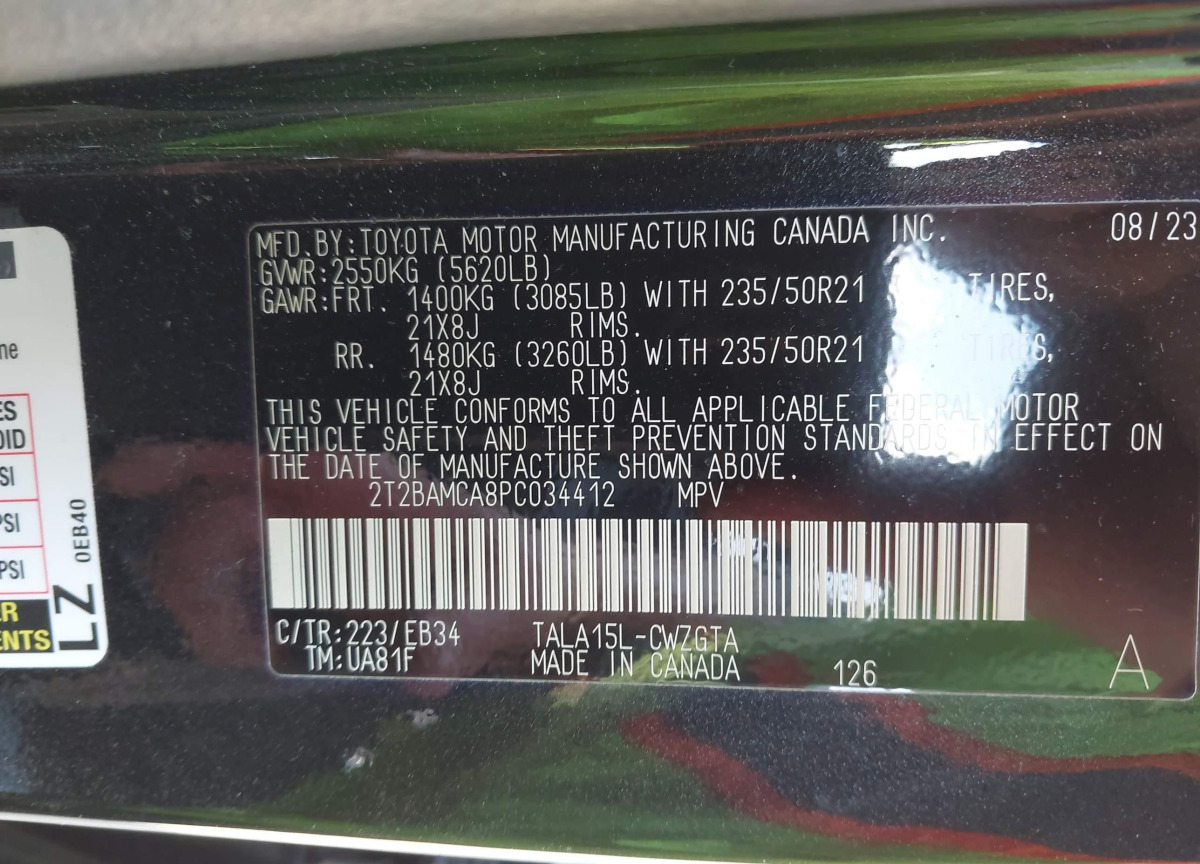 MFD. BY:TOYOTA MOTOR MANUFACTURING CANADA INC. 08/23
GVWR:2550KG (5620LB)
GAWR:FRT. 1400KG (3085LB) WITH 235/50R21 TIRES,
21X8J RIMS.
RR. 1480KG (3260LB) WITH 235/50R21 TIRES,
21X8J RIMS.
THIS VEHICLE CONFORMS TO ALL APPLICABLE FEDERAL MOTOR
VEHICLE SAFETY AND THEFT PREVENTION STANDARDS IN EFFECT ON
THE DATE OF MANUFACTURE SHOWN ABOVE.
2T2BAMCA8PC034412 MPV
C/TR:223/EB34 TALA15L-CWZGTA
TM:UA81F MADE IN CANADA 126 A
ne
ES
OID
SI
PSI
PSI
ER
ENTS
LZ 0EB40